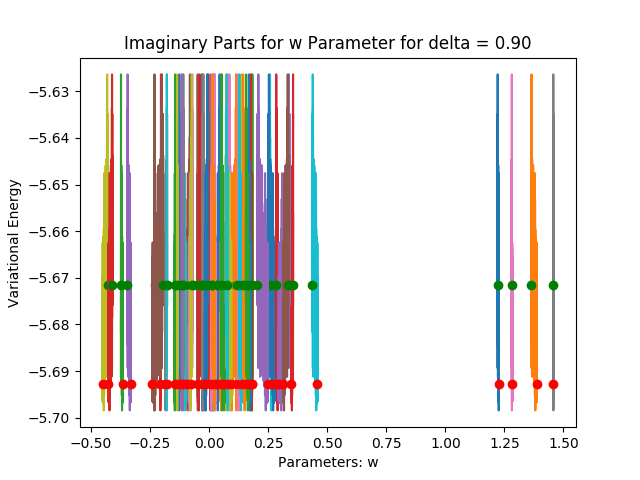 Imaginary Parts for w Parameter for delta = 0.90
Variational Energy
−5.63
−5.64
−5.65
−5.66
−5.67
−5.68
−5.69
−5.70
−0.50 −0.25 0.00 0.25 0.50 0.75 1.00 1.25 1.50
Parameters: w